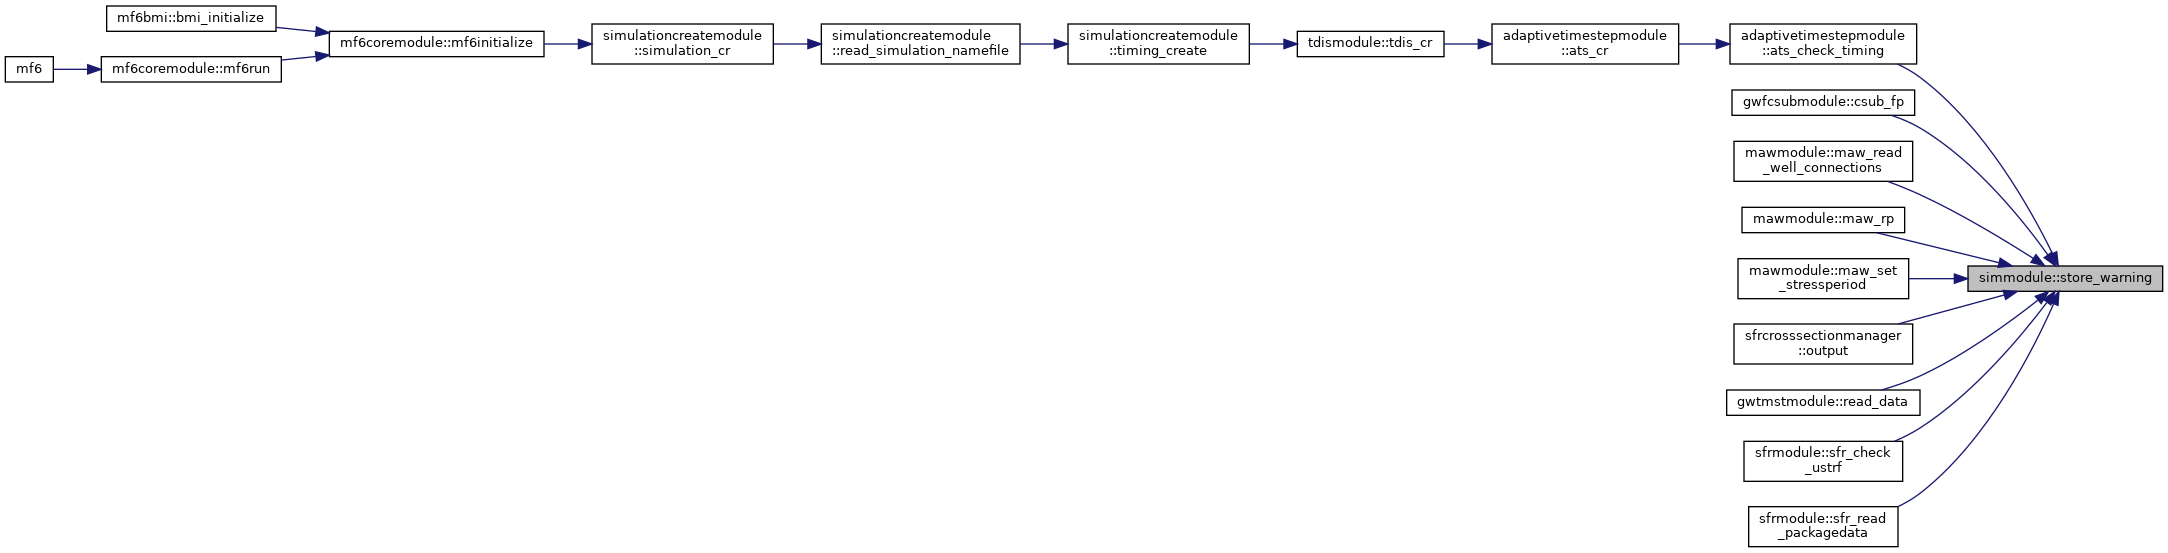 mf6bmi::bmi_initialize
mf6
mf6coremodule::mf6run
mf6coremodule::mf6initialize
simulationcreatemodule
::simulation_cr
simulationcreatemodule
::read_simulation_namefile
simulationcreatemodule
::timing_create
tdismodule::tdis_cr
adaptivetimestepmodule
::ats_cr
adaptivetimestepmodule
::ats_check_timing
gwfcsubmodule::csub_fp
mawmodule::maw_read
_well_connections
mawmodule::maw_rp
mawmodule::maw_set
_stressperiod
sfrcrosssectionmanager
::output
gwtmstmodule::read_data
sfrmodule::sfr_check
_ustrf
sfrmodule::sfr_read
_packagedata
simmodule::store_warning